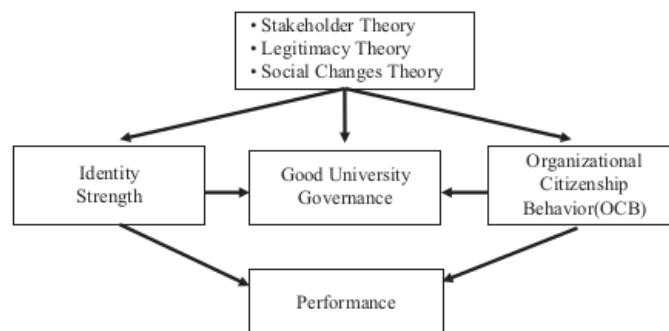 • Stakeholder Theory
• Legitimacy Theory
• Social Changes Theory
Identity
Strength
Good University
Governance
Organizational
Citizenship
Behavior(OCB)
Performance